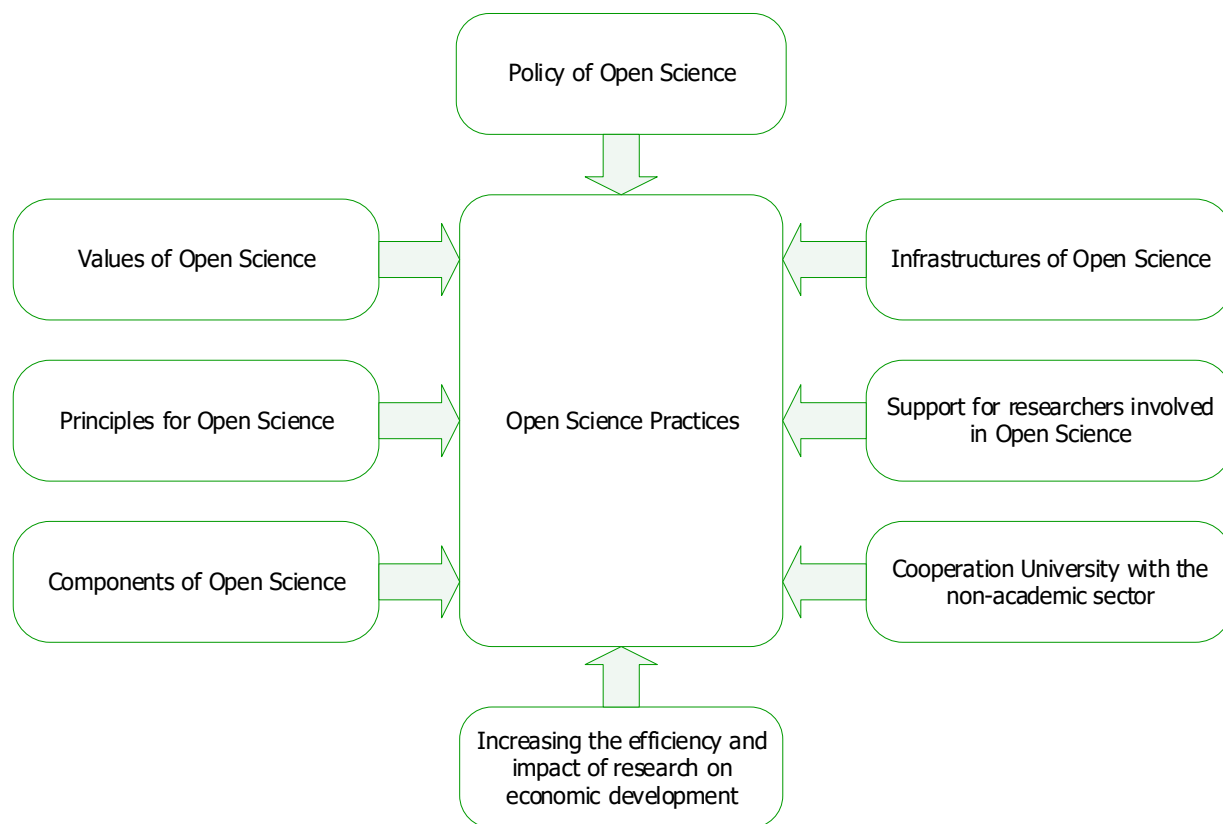 Policy of Open Science
Values of Open Science
Infrastructures of Open Science
Principles for Open Science
Open Science Practices
Support for researchers involved
in Open Science
Components of Open Science
Cooperation University with the
non-academic sector
Increasing the efficiency and
impact of research on
economic development